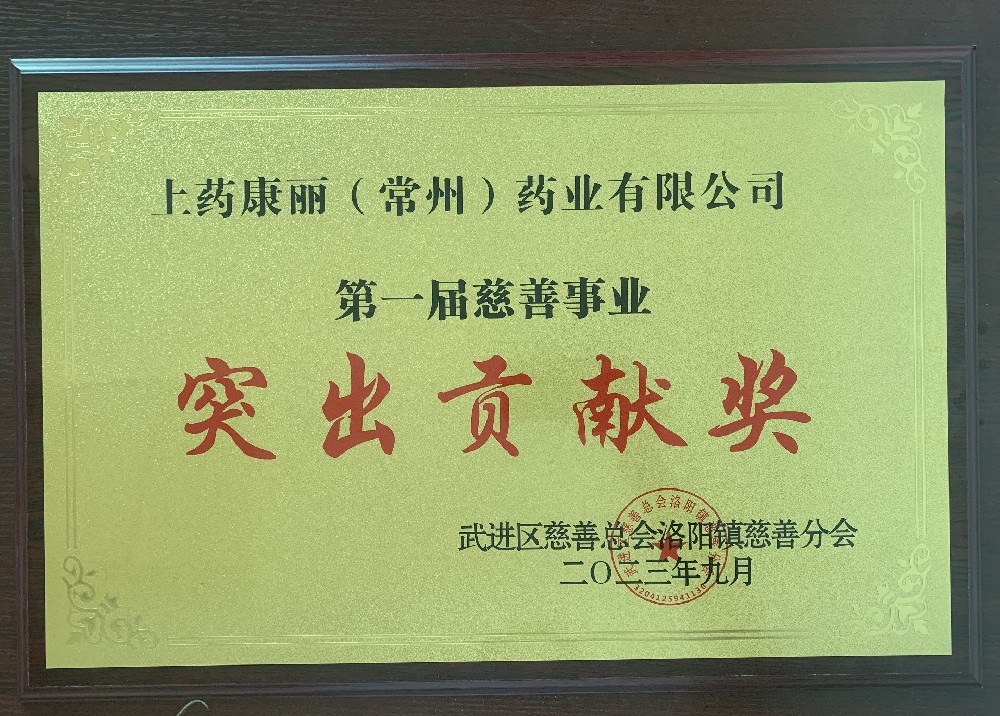 上药康丽（常州）药业有限公司
第一届慈善事业
突出贡献奖
武进区慈善总会洛阳镇慈善分会
二〇二三年九月